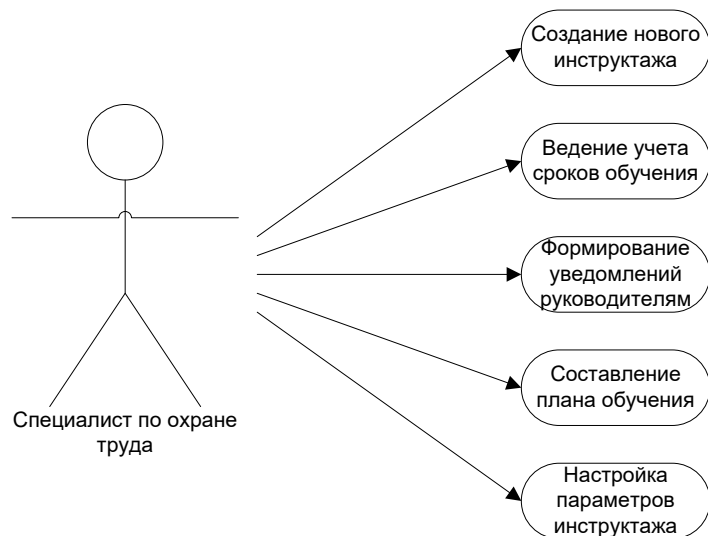 Создание нового
инструктажа
Ведение учета
сроков обучения
Формирование
уведомлений
руководителям
Составление
плана обучения
Настройка
параметров
инструктажа
Специалист по охране
труда